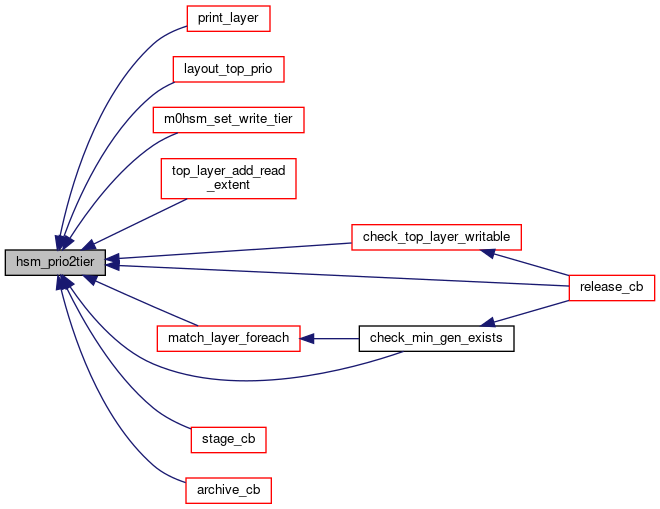 print_layer
layout_top_prio
m0hsm_set_write_tier
top_layer_add_read
_extent
check_top_layer_writable
hsm_prio2tier
release_cb
match_layer_foreach
check_min_gen_exists
stage_cb
archive_cb